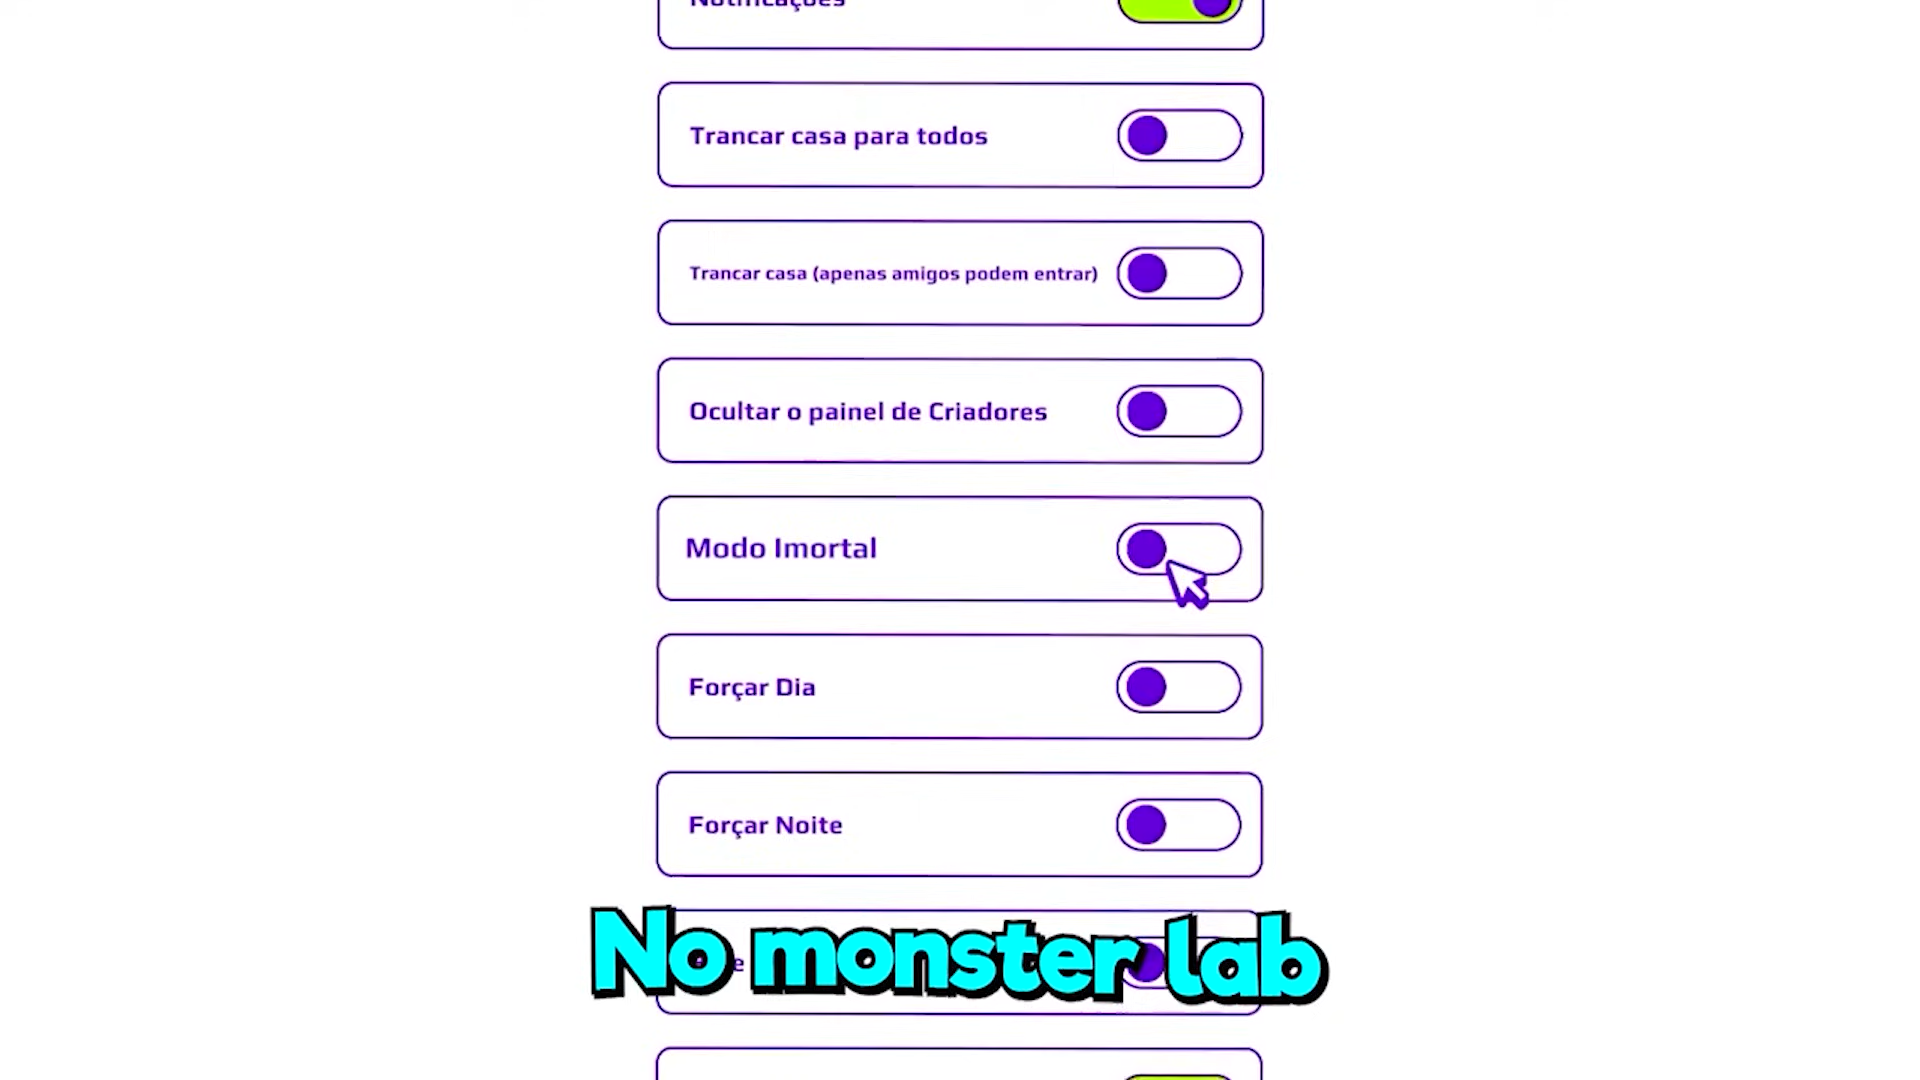 Notificações
Trancar casa para todos
Trancar casa (apenas amigos podem entrar)
Ocultar o painel de Criadores
Modo Imortal
Forçar Dia
Forçar Noite
No monster lab